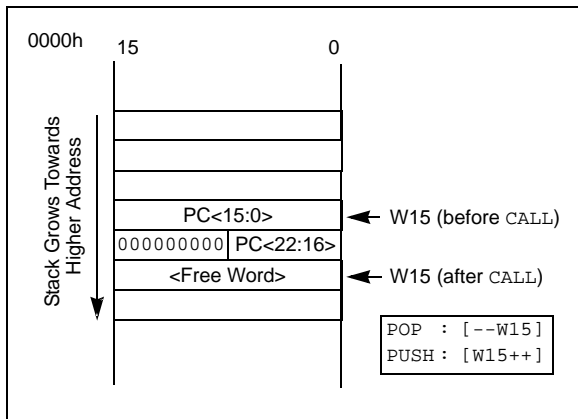 0000h
15 0
Stack Grows Towards
Higher Address
PC<15:0>
W15 (before CALL)
000000000 PC<22:16>
<Free Word>
W15 (after CALL)
POP : [--W15]
PUSH : [W15++]